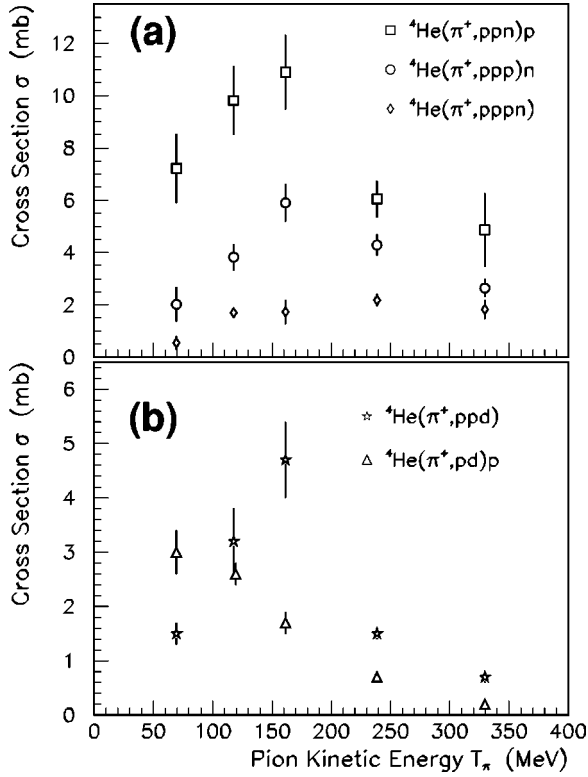 (a)
⁴He(π⁺,ppn)p
⁴He(π⁺,ppp)n
⁴He(π⁺,pppn)
Cross Section σ (mb)
12
10
8
6
4
2
0
(b)
⁴He(π⁺,ppd)
⁴He(π⁺,pd)p
Cross Section σ (mb)
6
5
4
3
2
1
0
0 50 100 150 200 250 300 350 400
Pion Kinetic Energy T_π (MeV)